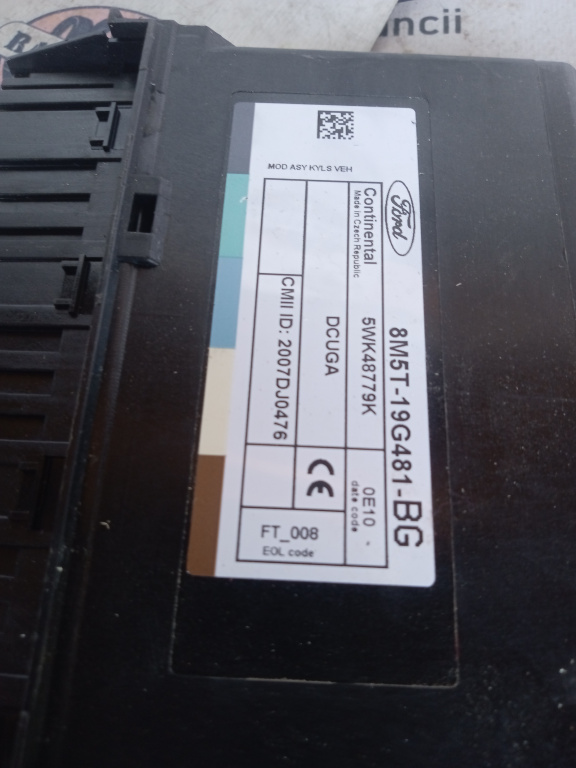 ncii
MOD ASY KYLS VEH
Ford
8M5T-19G481-BG
Continental
Made in Czech Republic
5WK48779K
0E10 -
date code
DCUGA
CE
CMII ID: 2007DJ0476
FT_008
EOL code